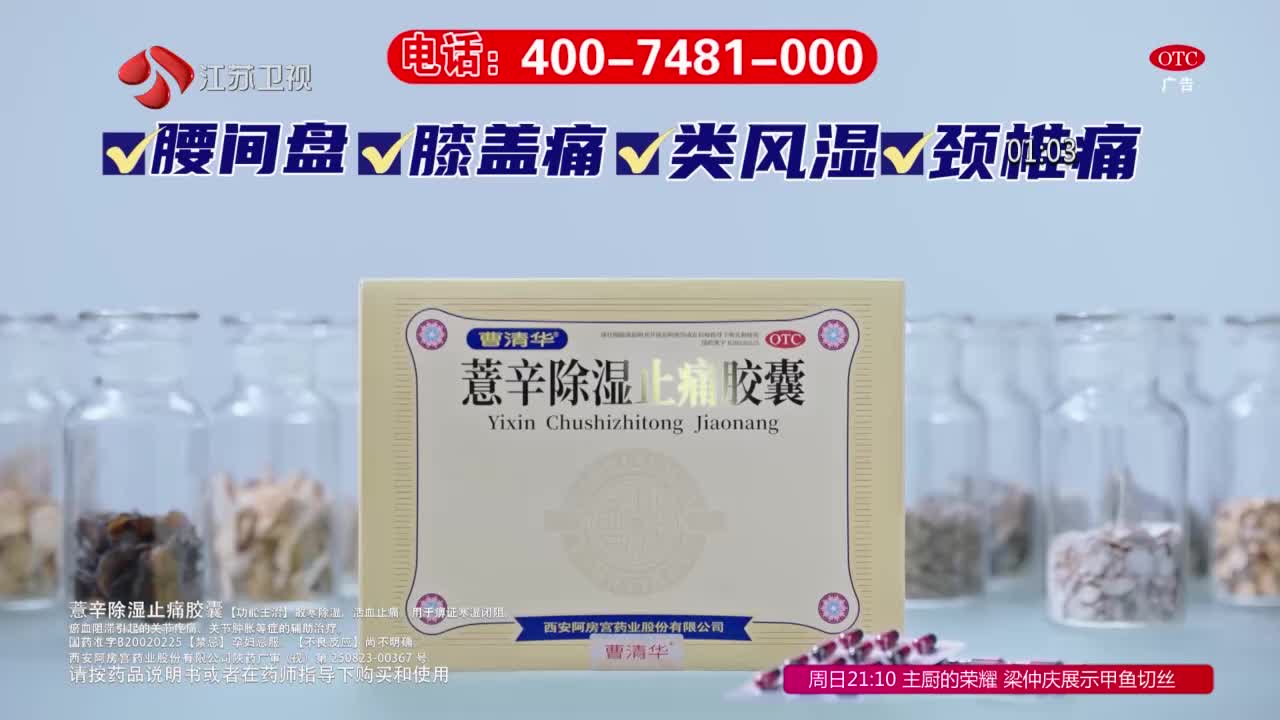 电话：400-7481-000
江苏卫视
OTC
广告
腰间盘 膝盖痛 类风湿 颈椎痛
01:03
曹清华®
OTC
薏辛除湿止痛胶囊
Yixin Chushizhitong Jiaonang
西安阿房宫药业股份有限公司
曹清华
薏辛除湿止痛胶囊【功能主治】散寒除湿，活血止痛。用于痹证寒湿闭阻，
瘀血阻滞引起的关节疼痛，关节肿胀等症的辅助治疗。
国药准字B20020225【禁忌】孕妇忌服。【不良反应】尚不明确。
西安阿房宫药业股份有限公司陕药广审（视）第250823-00367号
请按药品说明书或者在药师指导下购买和使用
周日21:10 主厨的荣耀 梁仲庆展示甲鱼切丝